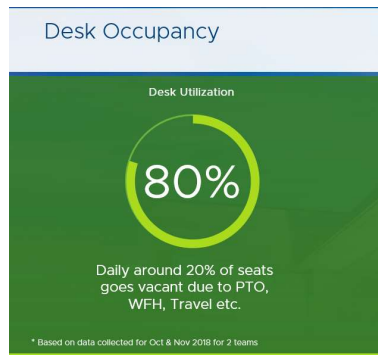 Desk Occupancy
Desk Utilization
80%
Daily around 20% of seats
goes vacant due to PTO,
WFH, Travel etc.
* Based on data collected for Oct & Nov 2018 for 2 teams